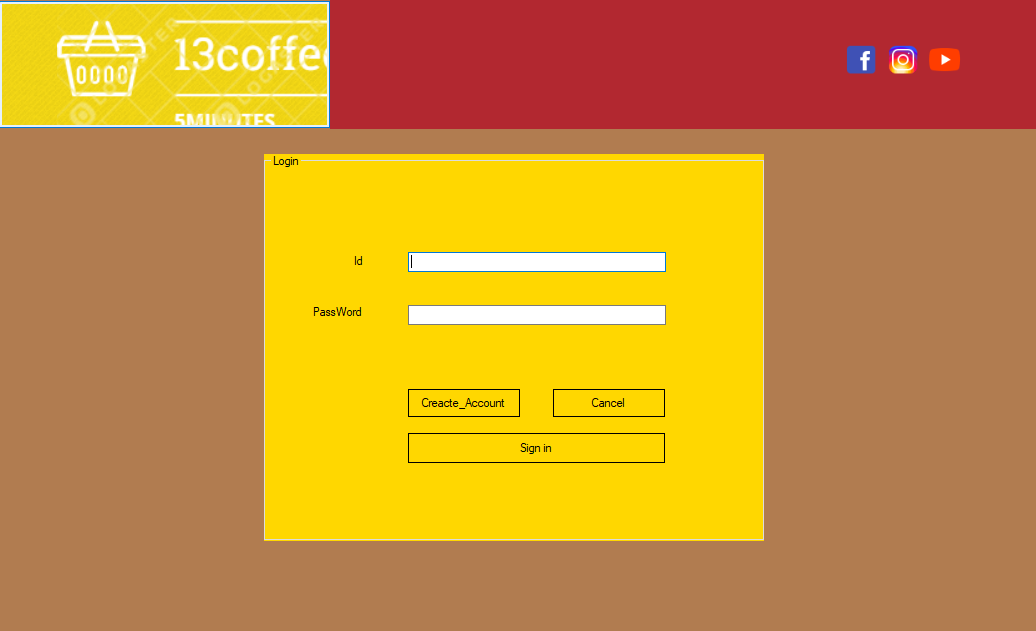 0000
13coffe
5MINUTES
Login
Id
PassWord
Creacte_Account
Cancel
Sign in